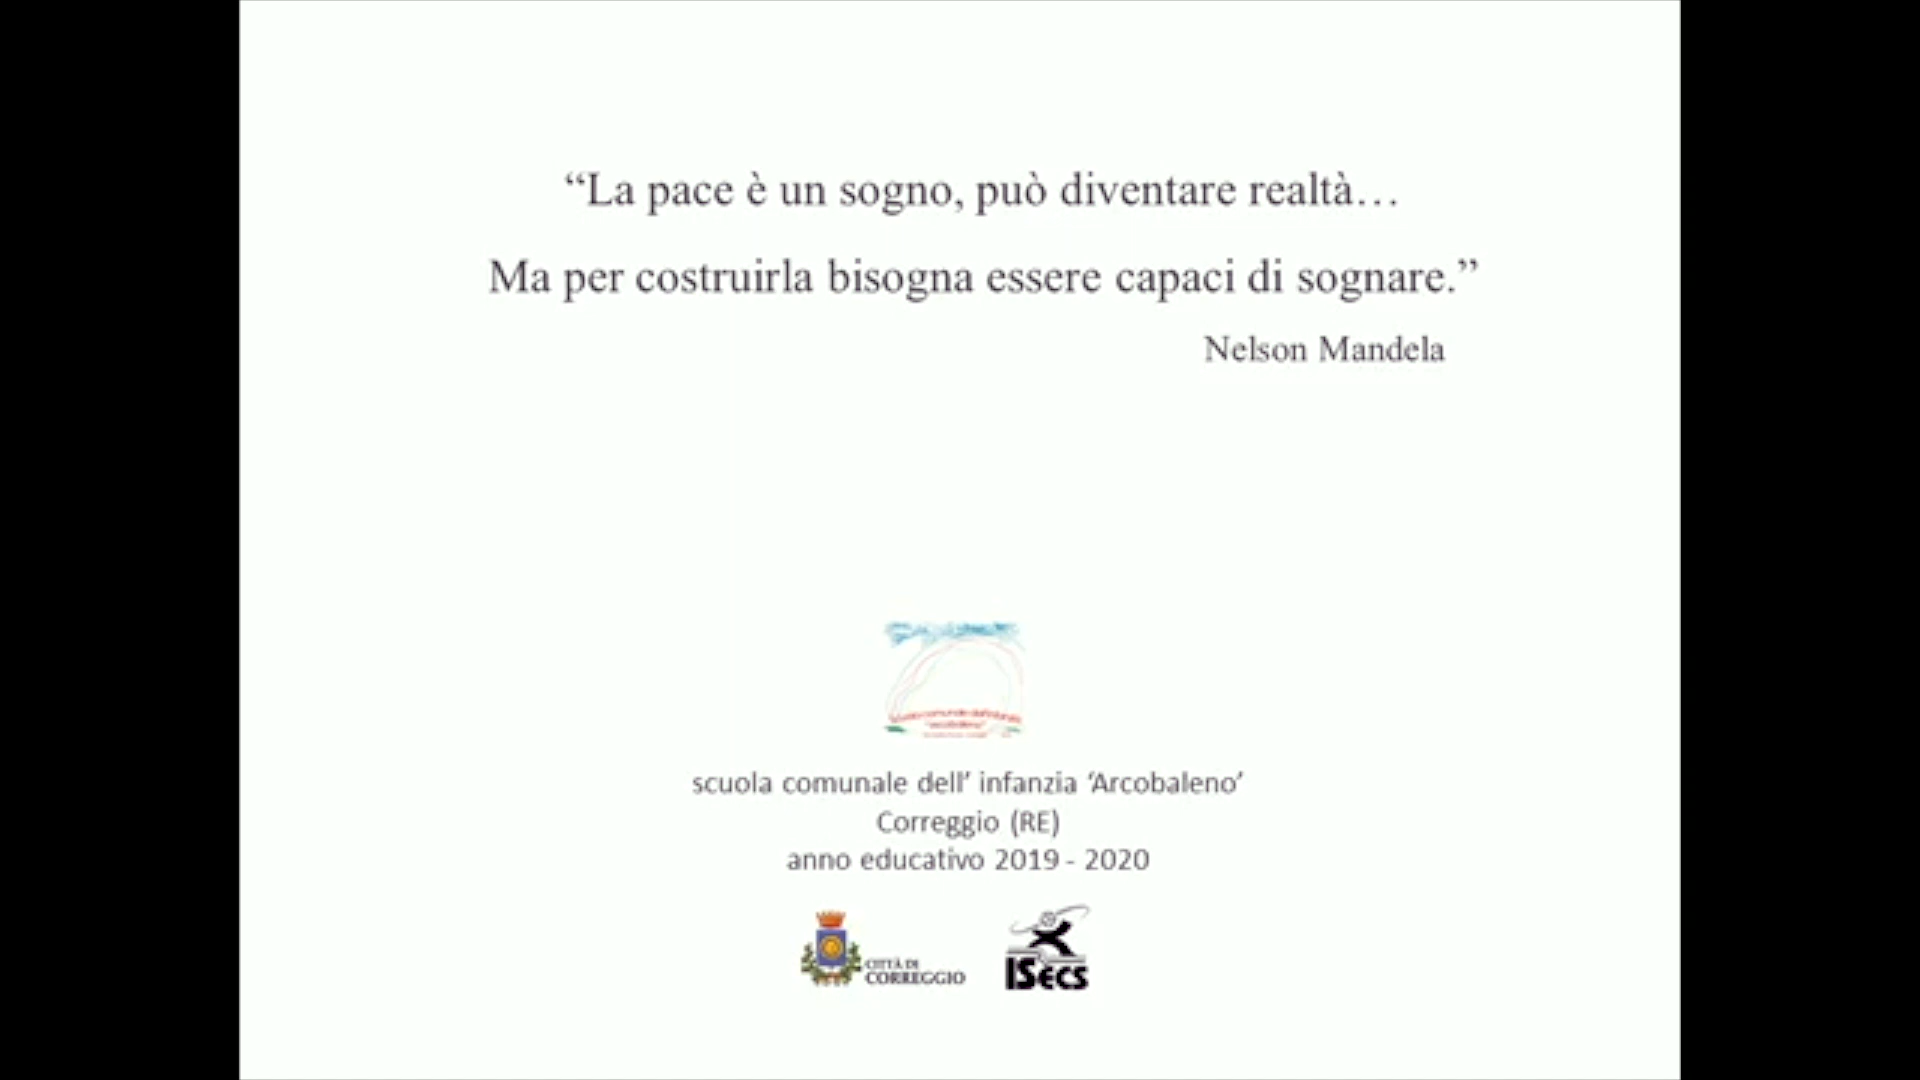 “La pace è un sogno, può diventare realtà…
Ma per costruirla bisogna essere capaci di sognare.”
Nelson Mandela
scuola comunale dell’ infanzia ‘Arcobaleno’
Correggio (RE)
anno educativo 2019 - 2020
CITTÀ DI
CORREGGIO
ISECS